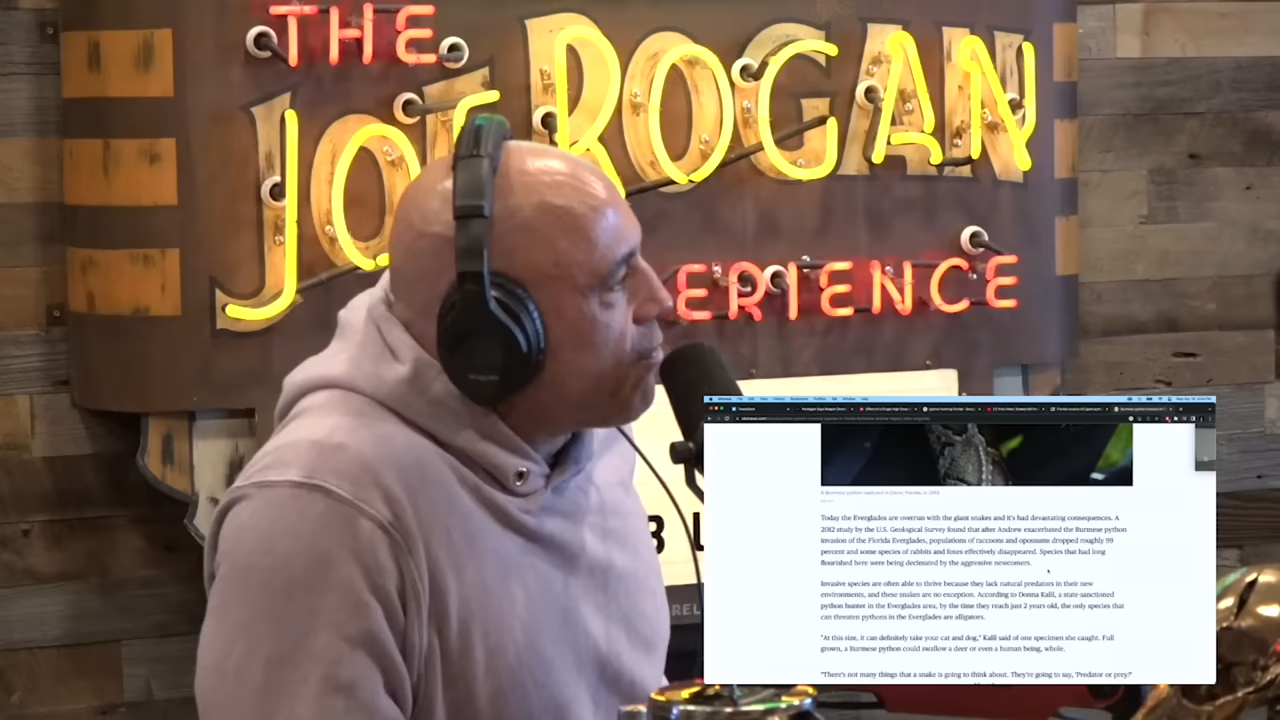 THE
JOE ROGAN
ERIENCE
A Burmese python captured in Davie, Florida, in 2013.
Today the Everglades are overrun with the giant snakes and it's had devastating consequences. A
2012 study by the U.S. Geological Survey found that after Andrew exacerbated the Burmese python
invasion of the Florida Everglades, populations of raccoons and opossums dropped roughly 99
percent and some species of rabbits and foxes effectively disappeared. Species that had long
flourished here were being decimated by the aggressive newcomers.
Invasive species are often able to thrive because they lack natural predators in their new
environments, and these snakes are no exception. According to Donna Kalil, a state-sanctioned
python hunter in the Everglades area, by the time they reach just 2 years old, the only species that
can threaten pythons in the Everglades are alligators.
"At this size, it can definitely take your cat and dog," Kalil said of one specimen she caught. Full
grown, a Burmese python could swallow a deer or even a human being, whole.
"There's not many things that a snake is going to think about. They're going to say, 'Predator or prey?'
REL